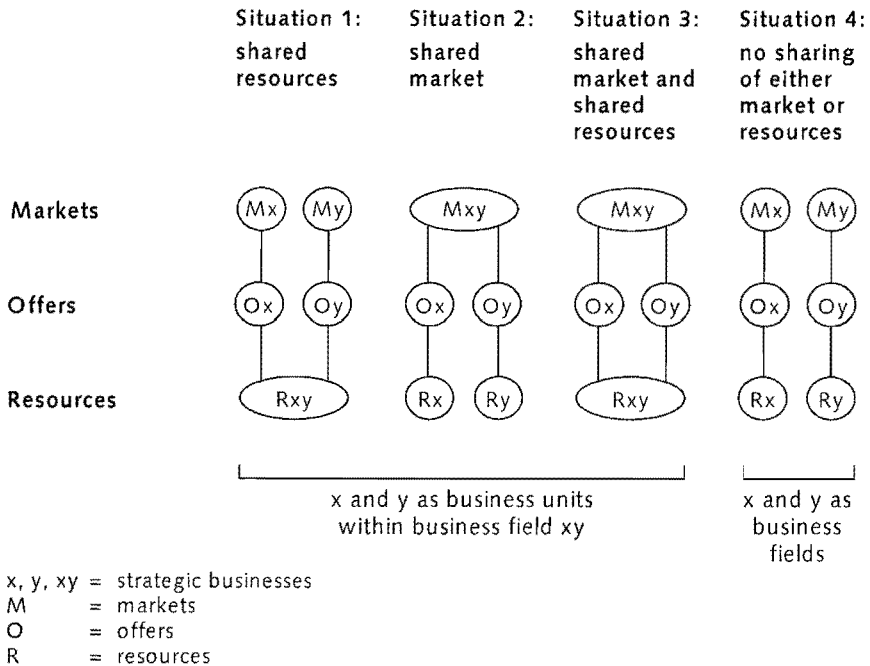 Situation 1: Situation 2: Situation 3: Situation 4:
shared shared shared no sharing
resources market market and of either
shared market or
resources resources
Markets Mx My Mxy Mxy Mx My
Offers Ox Oy Ox Oy Ox Oy Ox Oy
Resources Rxy Rx Ry Rxy Rx Ry
x and y as business units x and y as
within business field xy business
fields
x, y, xy = strategic businesses
M = markets
O = offers
R = resources